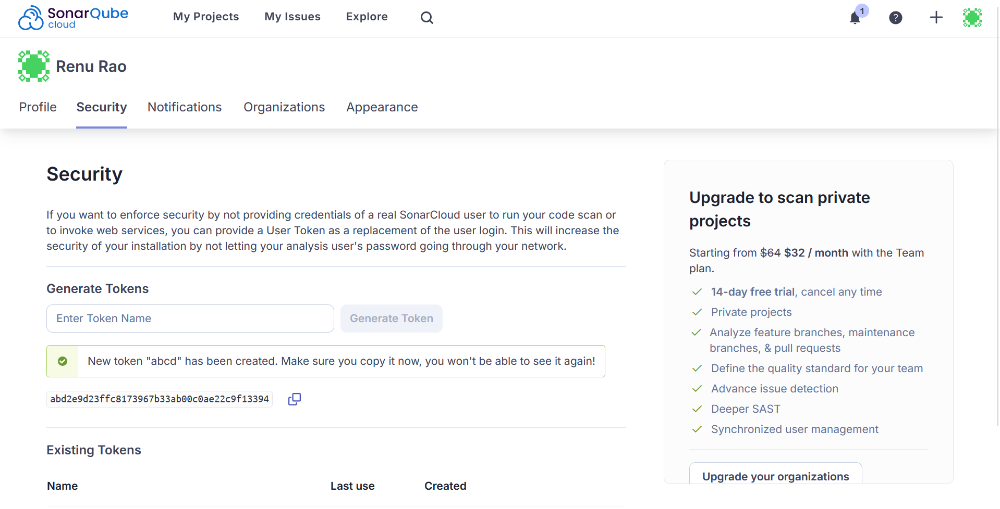 SonarQube
cloud
My Projects
My Issues
Explore
1
?
Renu Rao
Profile
Security
Notifications
Organizations
Appearance
Security
If you want to enforce security by not providing credentials of a real SonarCloud user to run your code scan or
to invoke web services, you can provide a User Token as a replacement of the user login. This will increase the
security of your installation by not letting your analysis user's password going through your network.
Generate Tokens
Enter Token Name
Generate Token
New token "abcd" has been created. Make sure you copy it now, you won't be able to see it again!
abd2e9d23ffc8173967b33ab00c0ae22c9f13394
Existing Tokens
Name
Last use
Created
Upgrade to scan private
projects
Starting from $64 $32 / month with the Team
plan.
14-day free trial, cancel any time
Private projects
Analyze feature branches, maintenance
branches, & pull requests
Define the quality standard for your team
Advance issue detection
Deeper SAST
Synchronized user management
Upgrade your organizations